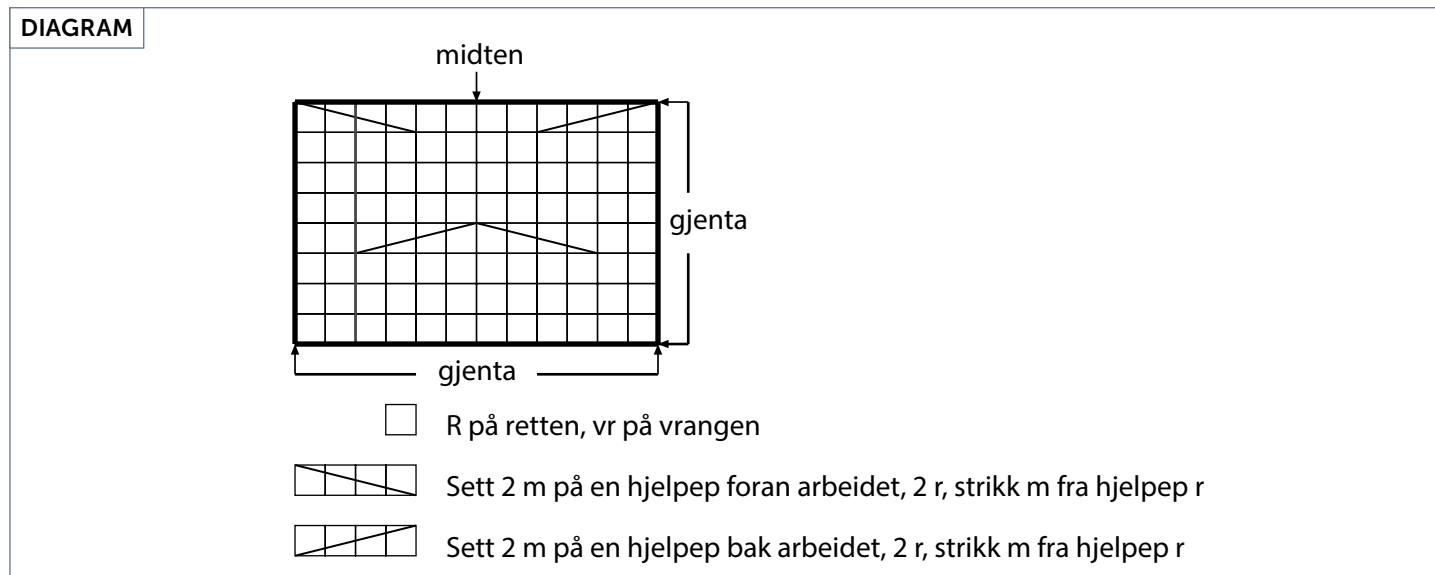 DIAGRAM
midten
gjenta
gjenta
R på retten, vr på vrangen
Sett 2 m på en hjelpep foran arbeidet, 2 r, strikk m fra hjelpep r
Sett 2 m på en hjelpep bak arbeidet, 2 r, strikk m fra hjelpep r